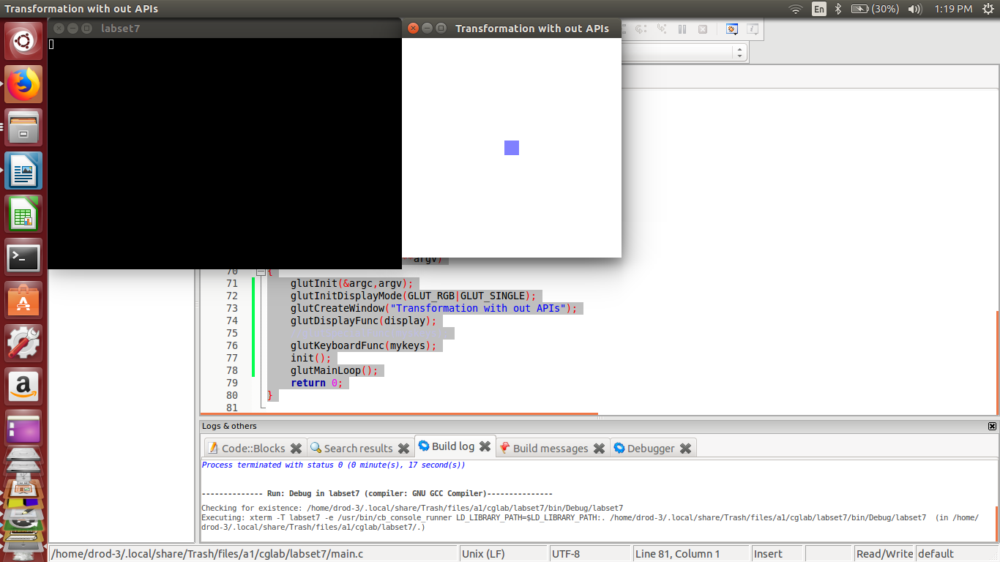 Transformation with out APIs
En (30%) 1:19 PM
labset7
Transformation with out APIs
**argv)
70 {
71 glutInit(&argc,argv);
72 glutInitDisplayMode(GLUT_RGB|GLUT_SINGLE);
73 glutCreateWindow("Transformation with out APIs");
74 glutDisplayFunc(display);
75
76 glutKeyboardFunc(mykeys);
77 init();
78 glutMainLoop();
79 return 0;
80 }
81
Logs & others
Code::Blocks Search results Build log Build messages Debugger
Process terminated with status 0 (0 minute(s), 17 second(s))
-------------- Run: Debug in labset7 (compiler: GNU GCC Compiler)---------------
Checking for existence: /home/drod-3/.local/share/Trash/files/a1/cglab/labset7/bin/Debug/labset7
Executing: xterm -T labset7 -e /usr/bin/cb_console_runner LD_LIBRARY_PATH=$LD_LIBRARY_PATH:. /home/drod-3/.local/share/Trash/files/a1/cglab/labset7/bin/Debug/labset7 (in /home/
drod-3/.local/share/Trash/files/a1/cglab/labset7/.)
/home/drod-3/.local/share/Trash/files/a1/cglab/labset7/main.c Unix (LF) UTF-8 Line 81, Column 1 Insert Read/Write default